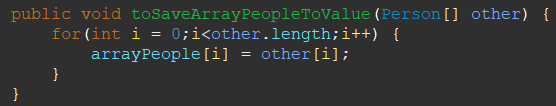 public void toSaveArrayPeopleToValue(Person[] other) {
    for(int i = 0;i<other.length;i++) {
        arrayPeople[i] = other[i];
    }
}